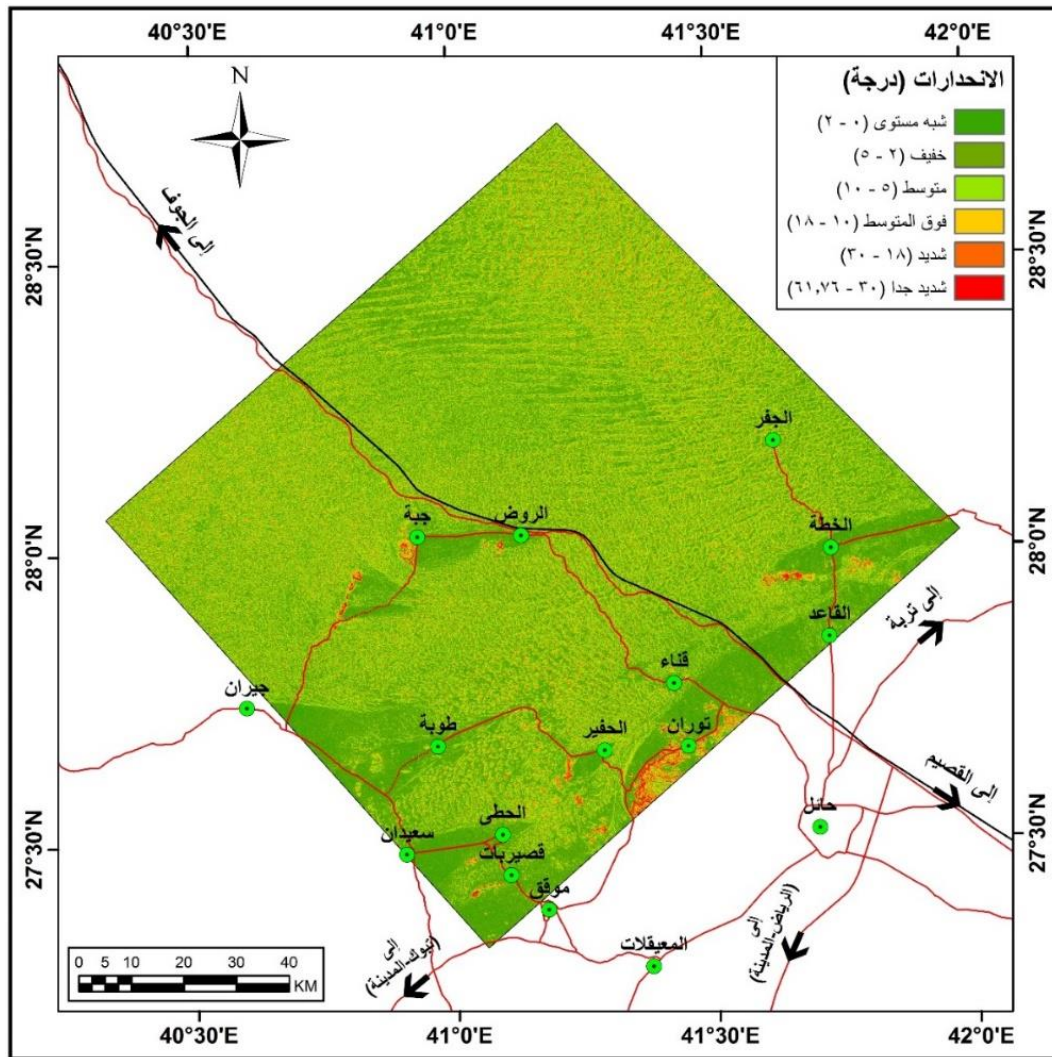 40°30'E 41°0'E 41°30'E 42°0'E
N
الانحدارات (درجة)
شبه مستوى (٠ - ٢)
خفيف (٢ - ٥)
متوسط (٥ - ١٠)
فوق المتوسط (١٠ - ١٨)
شديد (١٨ - ٣٠)
شديد جدا (٣٠ - ٦١,٧٦)
إلى الجوف
28°30'N
28°30'N
الجفر
الروض
جبة
الخطة
28°0'N
28°0'N
القاعد
إلى تربة
قناء
جيران
توران
طوبة
الحفير
إلى القصيم
حائل
الحطى
سعيدان
27°30'N
27°30'N
قصيربات
موقق
المعيقلات
إلى
(تبوك-المدينة)
إلى
(الرياض-المدينة)
0 5 10 20 30 40
KM
40°30'E 41°0'E 41°30'E 42°0'E